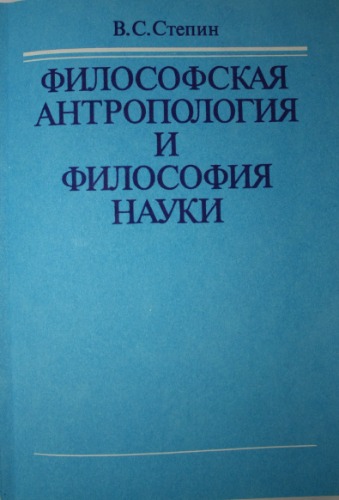 В. С. Степин
ФИЛОСОФСКАЯ
АНТРОПОЛОГИЯ
И
ФИЛОСОФИЯ
НАУКИ